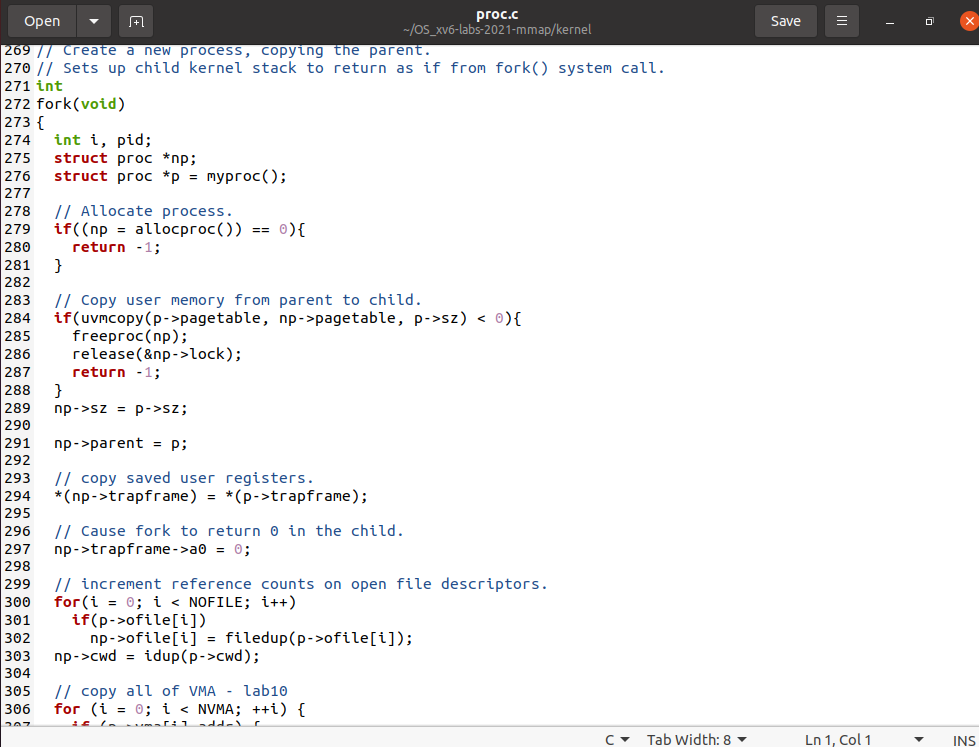 Open
proc.c
~/OS_xv6-labs-2021-mmap/kernel
Save
269 // Create a new process, copying the parent.
270 // Sets up child kernel stack to return as if from fork() system call.
271 int
272 fork(void)
273 {
274   int i, pid;
275   struct proc *np;
276   struct proc *p = myproc();
277
278   // Allocate process.
279   if((np = allocproc()) == 0){
280     return -1;
281   }
282
283   // Copy user memory from parent to child.
284   if(uvmcopy(p->pagetable, np->pagetable, p->sz) < 0){
285     freeproc(np);
286     release(&np->lock);
287     return -1;
288   }
289   np->sz = p->sz;
290
291   np->parent = p;
292
293   // copy saved user registers.
294   *(np->trapframe) = *(p->trapframe);
295
296   // Cause fork to return 0 in the child.
297   np->trapframe->a0 = 0;
298
299   // increment reference counts on open file descriptors.
300   for(i = 0; i < NOFILE; i++)
301     if(p->ofile[i])
302       np->ofile[i] = filedup(p->ofile[i]);
303   np->cwd = idup(p->cwd);
304
305   // copy all of VMA - lab10
306   for (i = 0; i < NVMA; ++i) {
307     if (p->vma[i].addr) {
C
Tab Width: 8
Ln 1, Col 1
INS